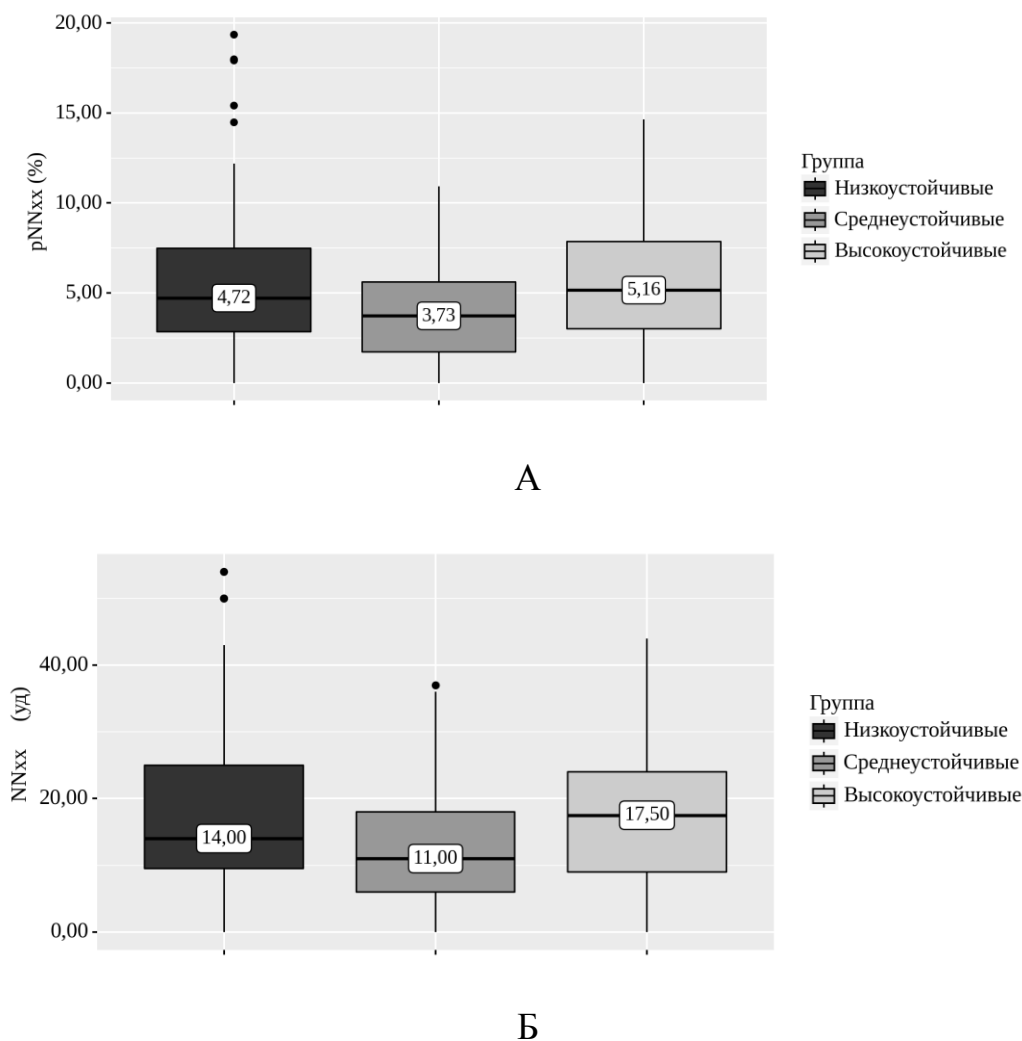 20,00
15,00
10,00
5,00
0,00
pNNxx (%)
4,72
3,73
5,16
Группа
Низкоустойчивые
Среднеустойчивые
Высокоустойчивые
А
40,00
20,00
0,00
NNxx (уд)
14,00
11,00
17,50
Группа
Низкоустойчивые
Среднеустойчивые
Высокоустойчивые
Б